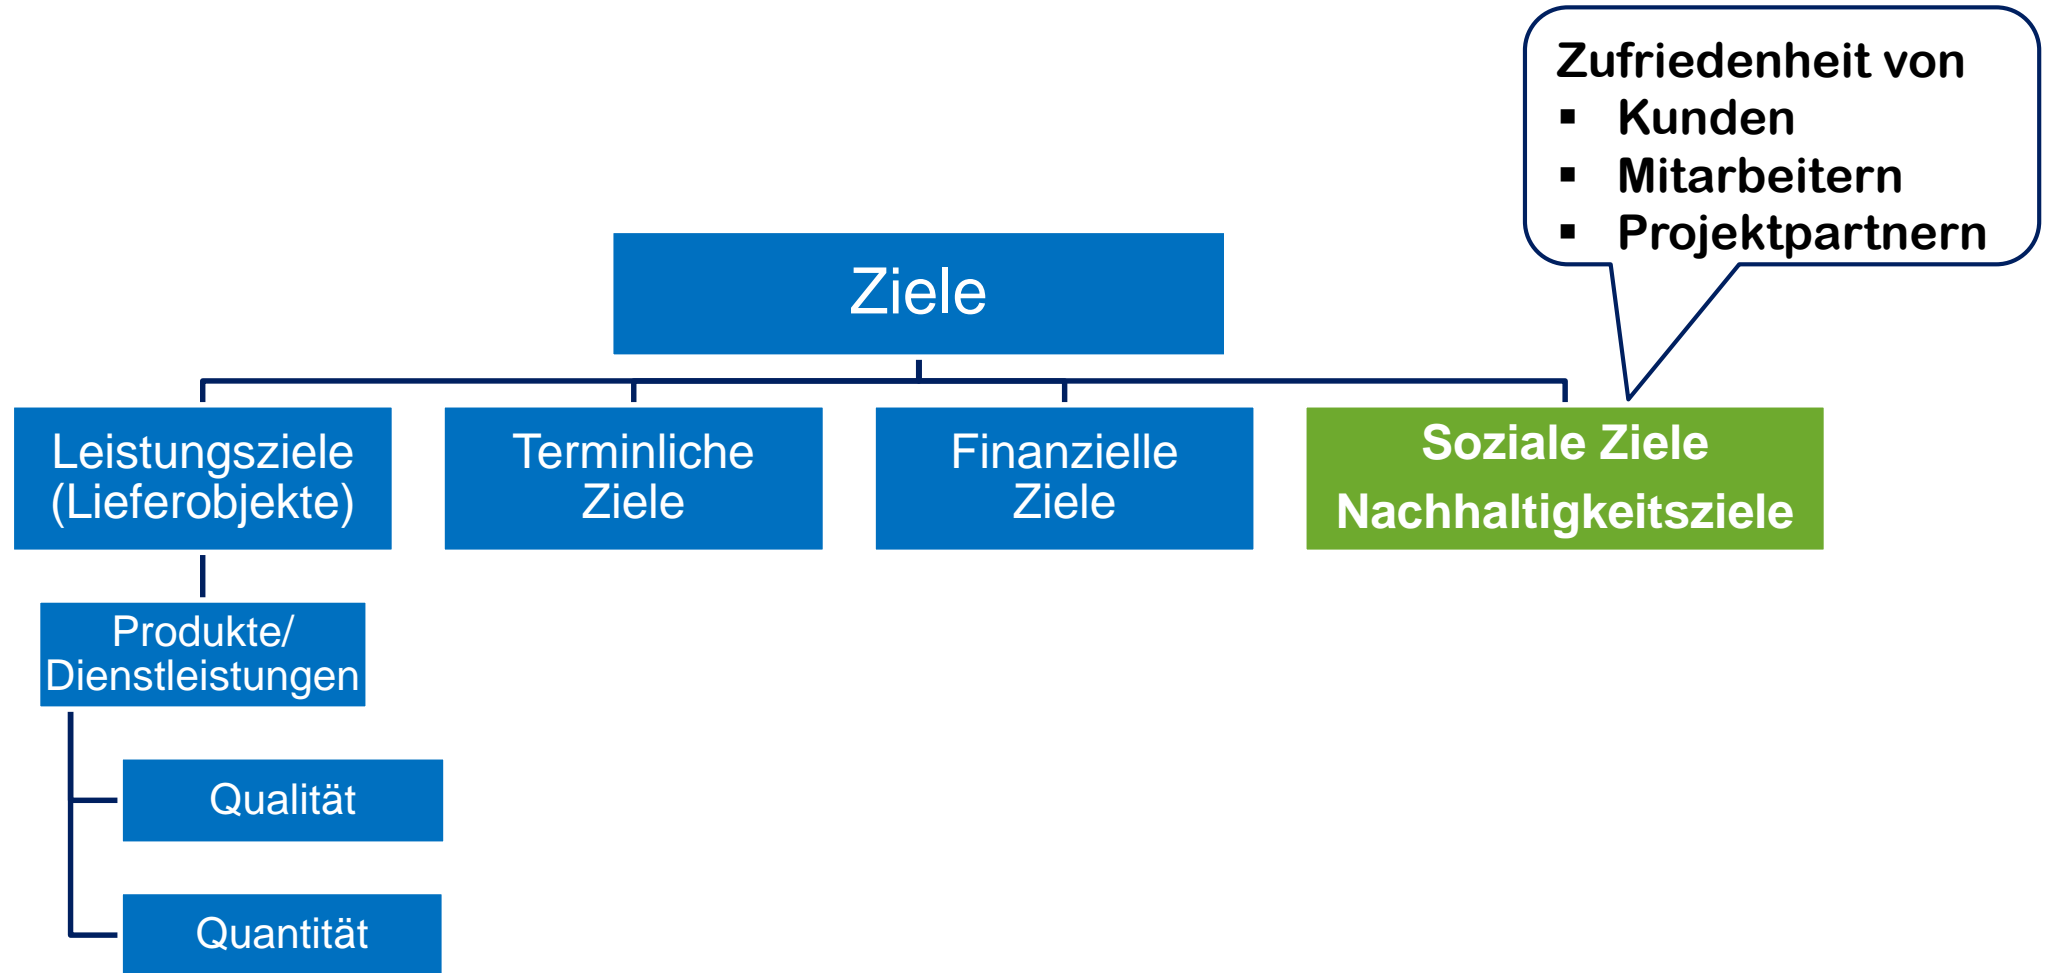 Zufriedenheit von
▪ Kunden
▪ Mitarbeitern
▪ Projektpartnern
Ziele
Leistungsziele
(Lieferobjekte)
Terminliche
Ziele
Finanzielle
Ziele
Soziale Ziele
Nachhaltigkeitsziele
Produkte/
Dienstleistungen
Qualität
Quantität